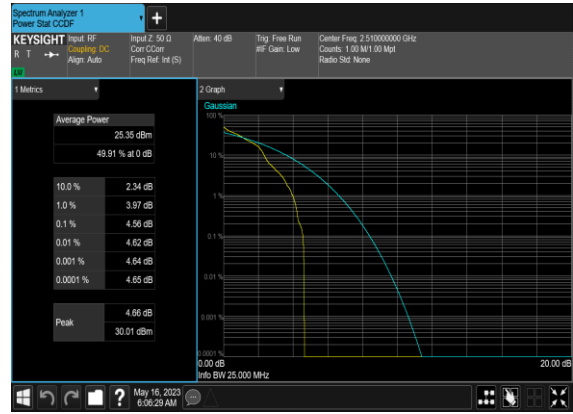 Spectrum Analyzer 1
Power Stat CCDF
KEYSIGHT
R T
LXI
Input: RF
Coupling: DC
Align: Auto
Input Z: 50 Ω
Corr CCorr
Freq Ref: Int (S)
Atten: 40 dB
Trig: Free Run
#IF Gain: Low
Center Freq: 2.510000000 GHz
Counts: 1.00 M/1.00 Mpt
Radio Std: None
1 Metrics
Average Power
25.35 dBm
49.91 % at 0 dB
10.0 % 2.34 dB
1.0 % 3.97 dB
0.1 % 4.56 dB
0.01 % 4.62 dB
0.001 % 4.64 dB
0.0001 % 4.65 dB
Peak 4.66 dB
30.01 dBm
2 Graph
Gaussian
100 %
10 %
1 %
0.1 %
0.01 %
0.001 %
0.0001 %
0.00 dB 20.00 dB
Info BW 25.000 MHz
?
May 16, 2023
6:06:29 AM